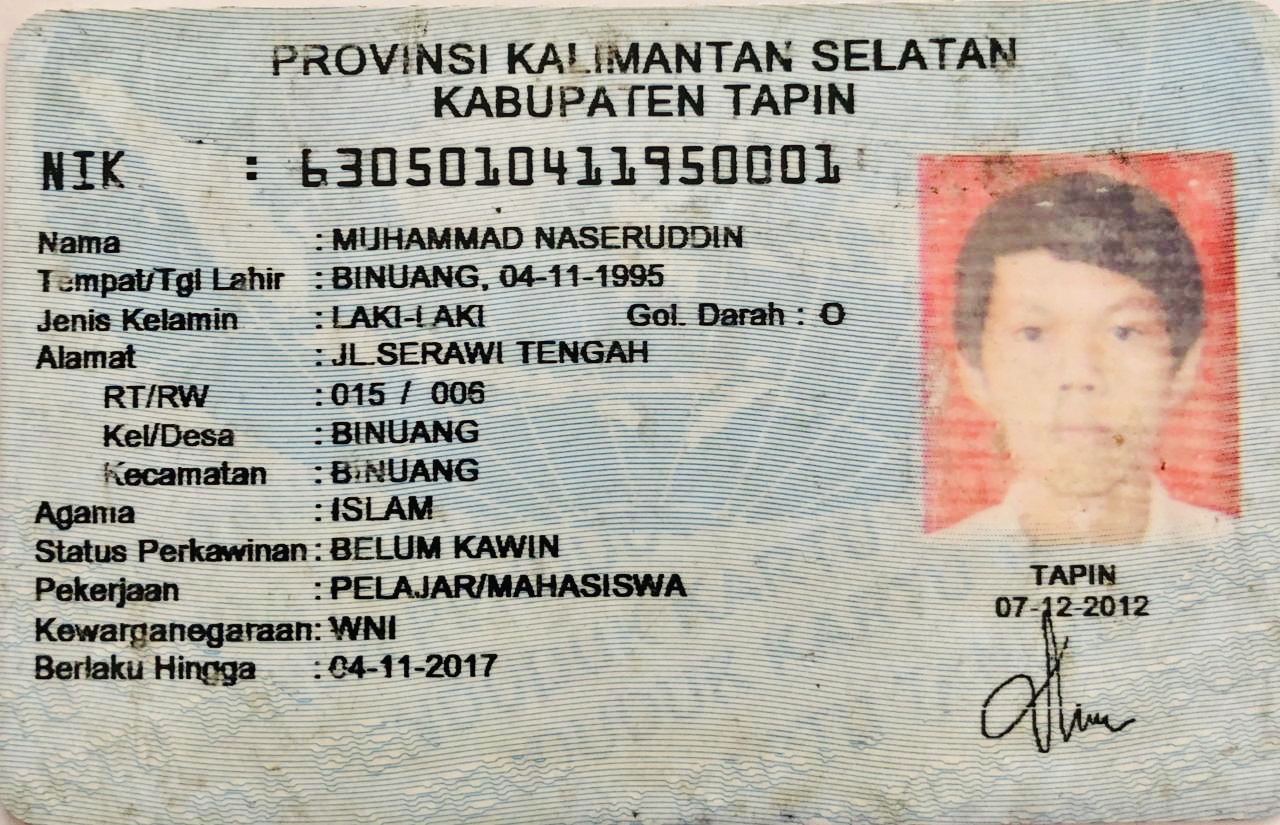 PROVINSI KALIMANTAN SELATAN
KABUPATEN TAPIN
NIK : 6305010411950001
Nama : MUHAMMAD NASERUDDIN
Tempat/Tgl Lahir : BINUANG, 04-11-1995
Jenis Kelamin : LAKI-LAKI Gol. Darah : O
Alamat : JL.SERAWI TENGAH
RT/RW : 015 / 006
Kel/Desa : BINUANG
Kecamatan : BINUANG
Agama : ISLAM
Status Perkawinan : BELUM KAWIN
Pekerjaan : PELAJAR/MAHASISWA
Kewarganegaraan : WNI
Berlaku Hingga : 04-11-2017
TAPIN
07-12-2012